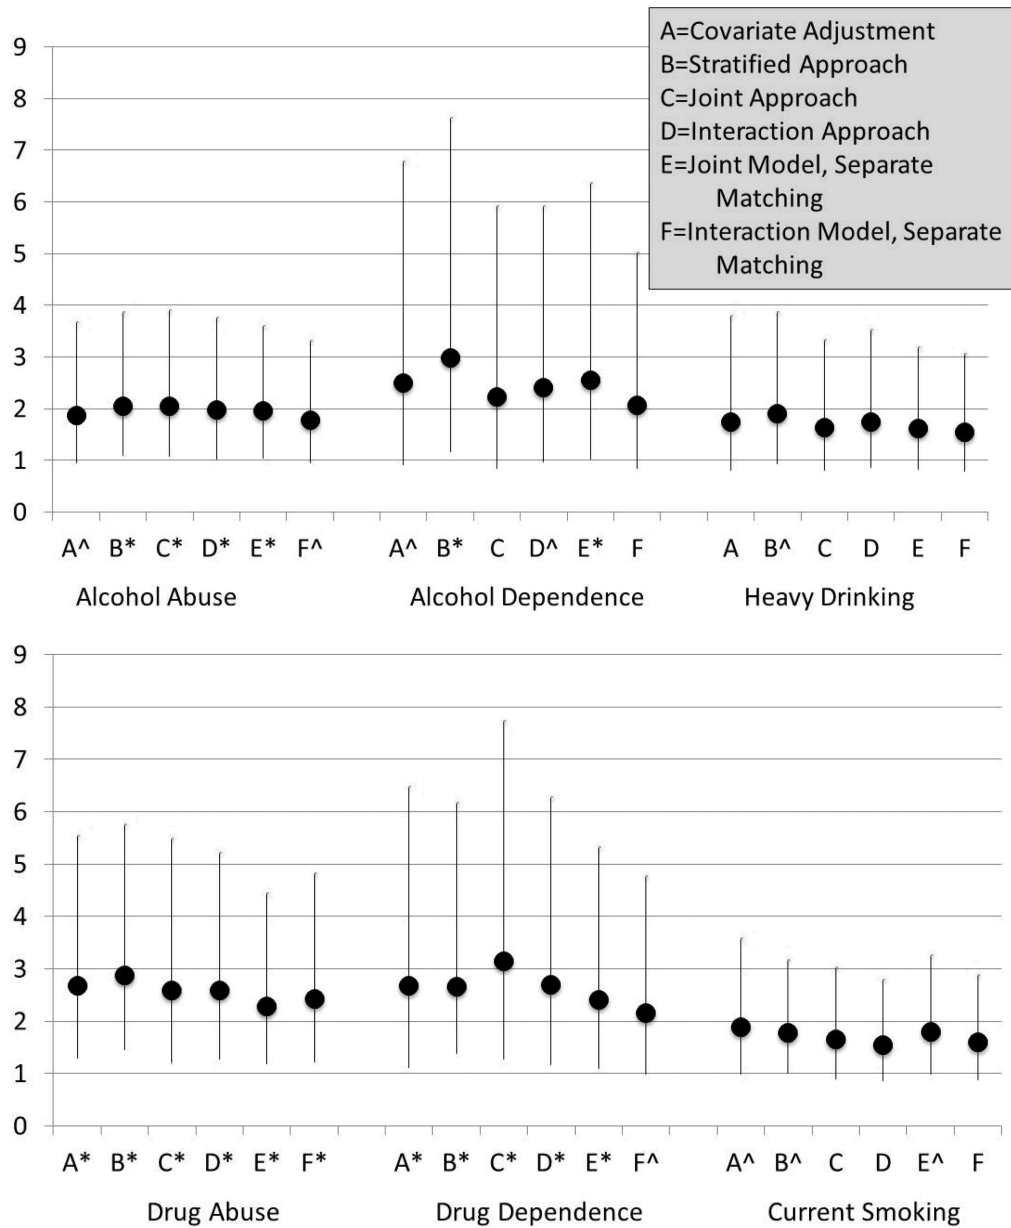 A=Covariate Adjustment
B=Stratified Approach
C=Joint Approach
D=Interaction Approach
E=Joint Model, Separate
Matching
F=Interaction Model, Separate
Matching
9
8
7
6
5
4
3
2
1
0
A^ B* C* D* E* F^ A^ B* C D^ E* F A B^ C D E F
Alcohol Abuse Alcohol Dependence Heavy Drinking
9
8
7
6
5
4
3
2
1
0
A* B* C* D* E* F* A* B* C* D* E* F^ A^ B^ C D E^ F
Drug Abuse Drug Dependence Current Smoking